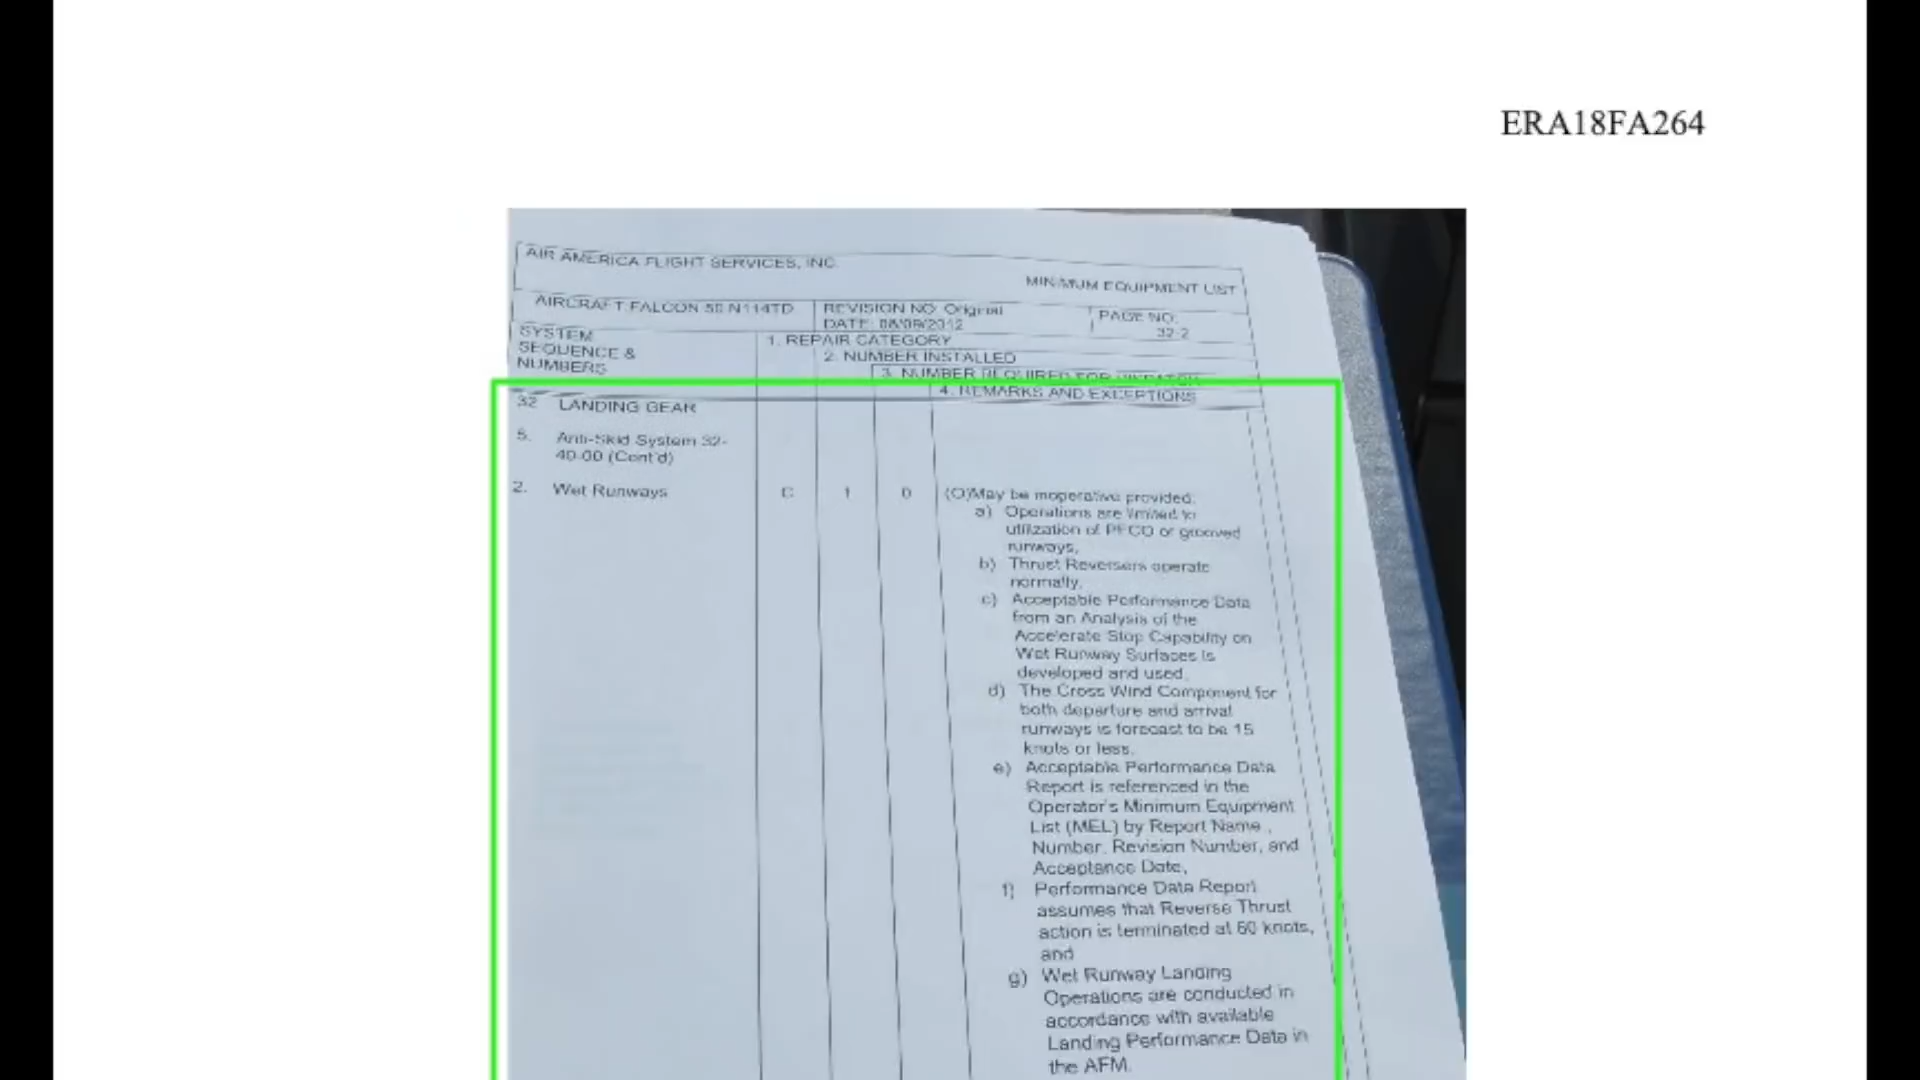 ERA18FA264
AIR AMERICA FLIGHT SERVICES, INC
MINIMUM EQUIPMENT LIST
AIRCRAFT:FALCON 50 N114TD
REVISION NO: Original
DATE: 08/09/2012
PAGE NO.
32-2
SYSTEM
SEQUENCE &
NUMBERS
1. REPAIR CATEGORY
2. NUMBER INSTALLED
3. NUMBER REQUIRED FOR
4. REMARKS AND EXCEPTIONS
32 LANDING GEAR
5. Anti-Skid System 32-
40-00 (Cont'd)
2. Wet Runways C 1 0 (O)May be inoperative provided:
a) Operations are limited to
utilization of PFCO or grooved
runways,
b) Thrust Reversers operate
normally,
c) Acceptable Performance Data
from an Analysis of the
Accelerate Stop Capability on
Wet Runway Surfaces is
developed and used,
d) The Cross Wind Component for
both departure and arrival
runways is forecast to be 15
knots or less,
e) Acceptable Performance Data
Report is referenced in the
Operator's Minimum Equipment
List (MEL) by Report Name ,
Number, Revision Number, and
Acceptance Date,
f) Performance Data Report
assumes that Reverse Thrust
action is terminated at 60 knots,
and
g) Wet Runway Landing
Operations are conducted in
accordance with available
Landing Performance Data in
the AFM.